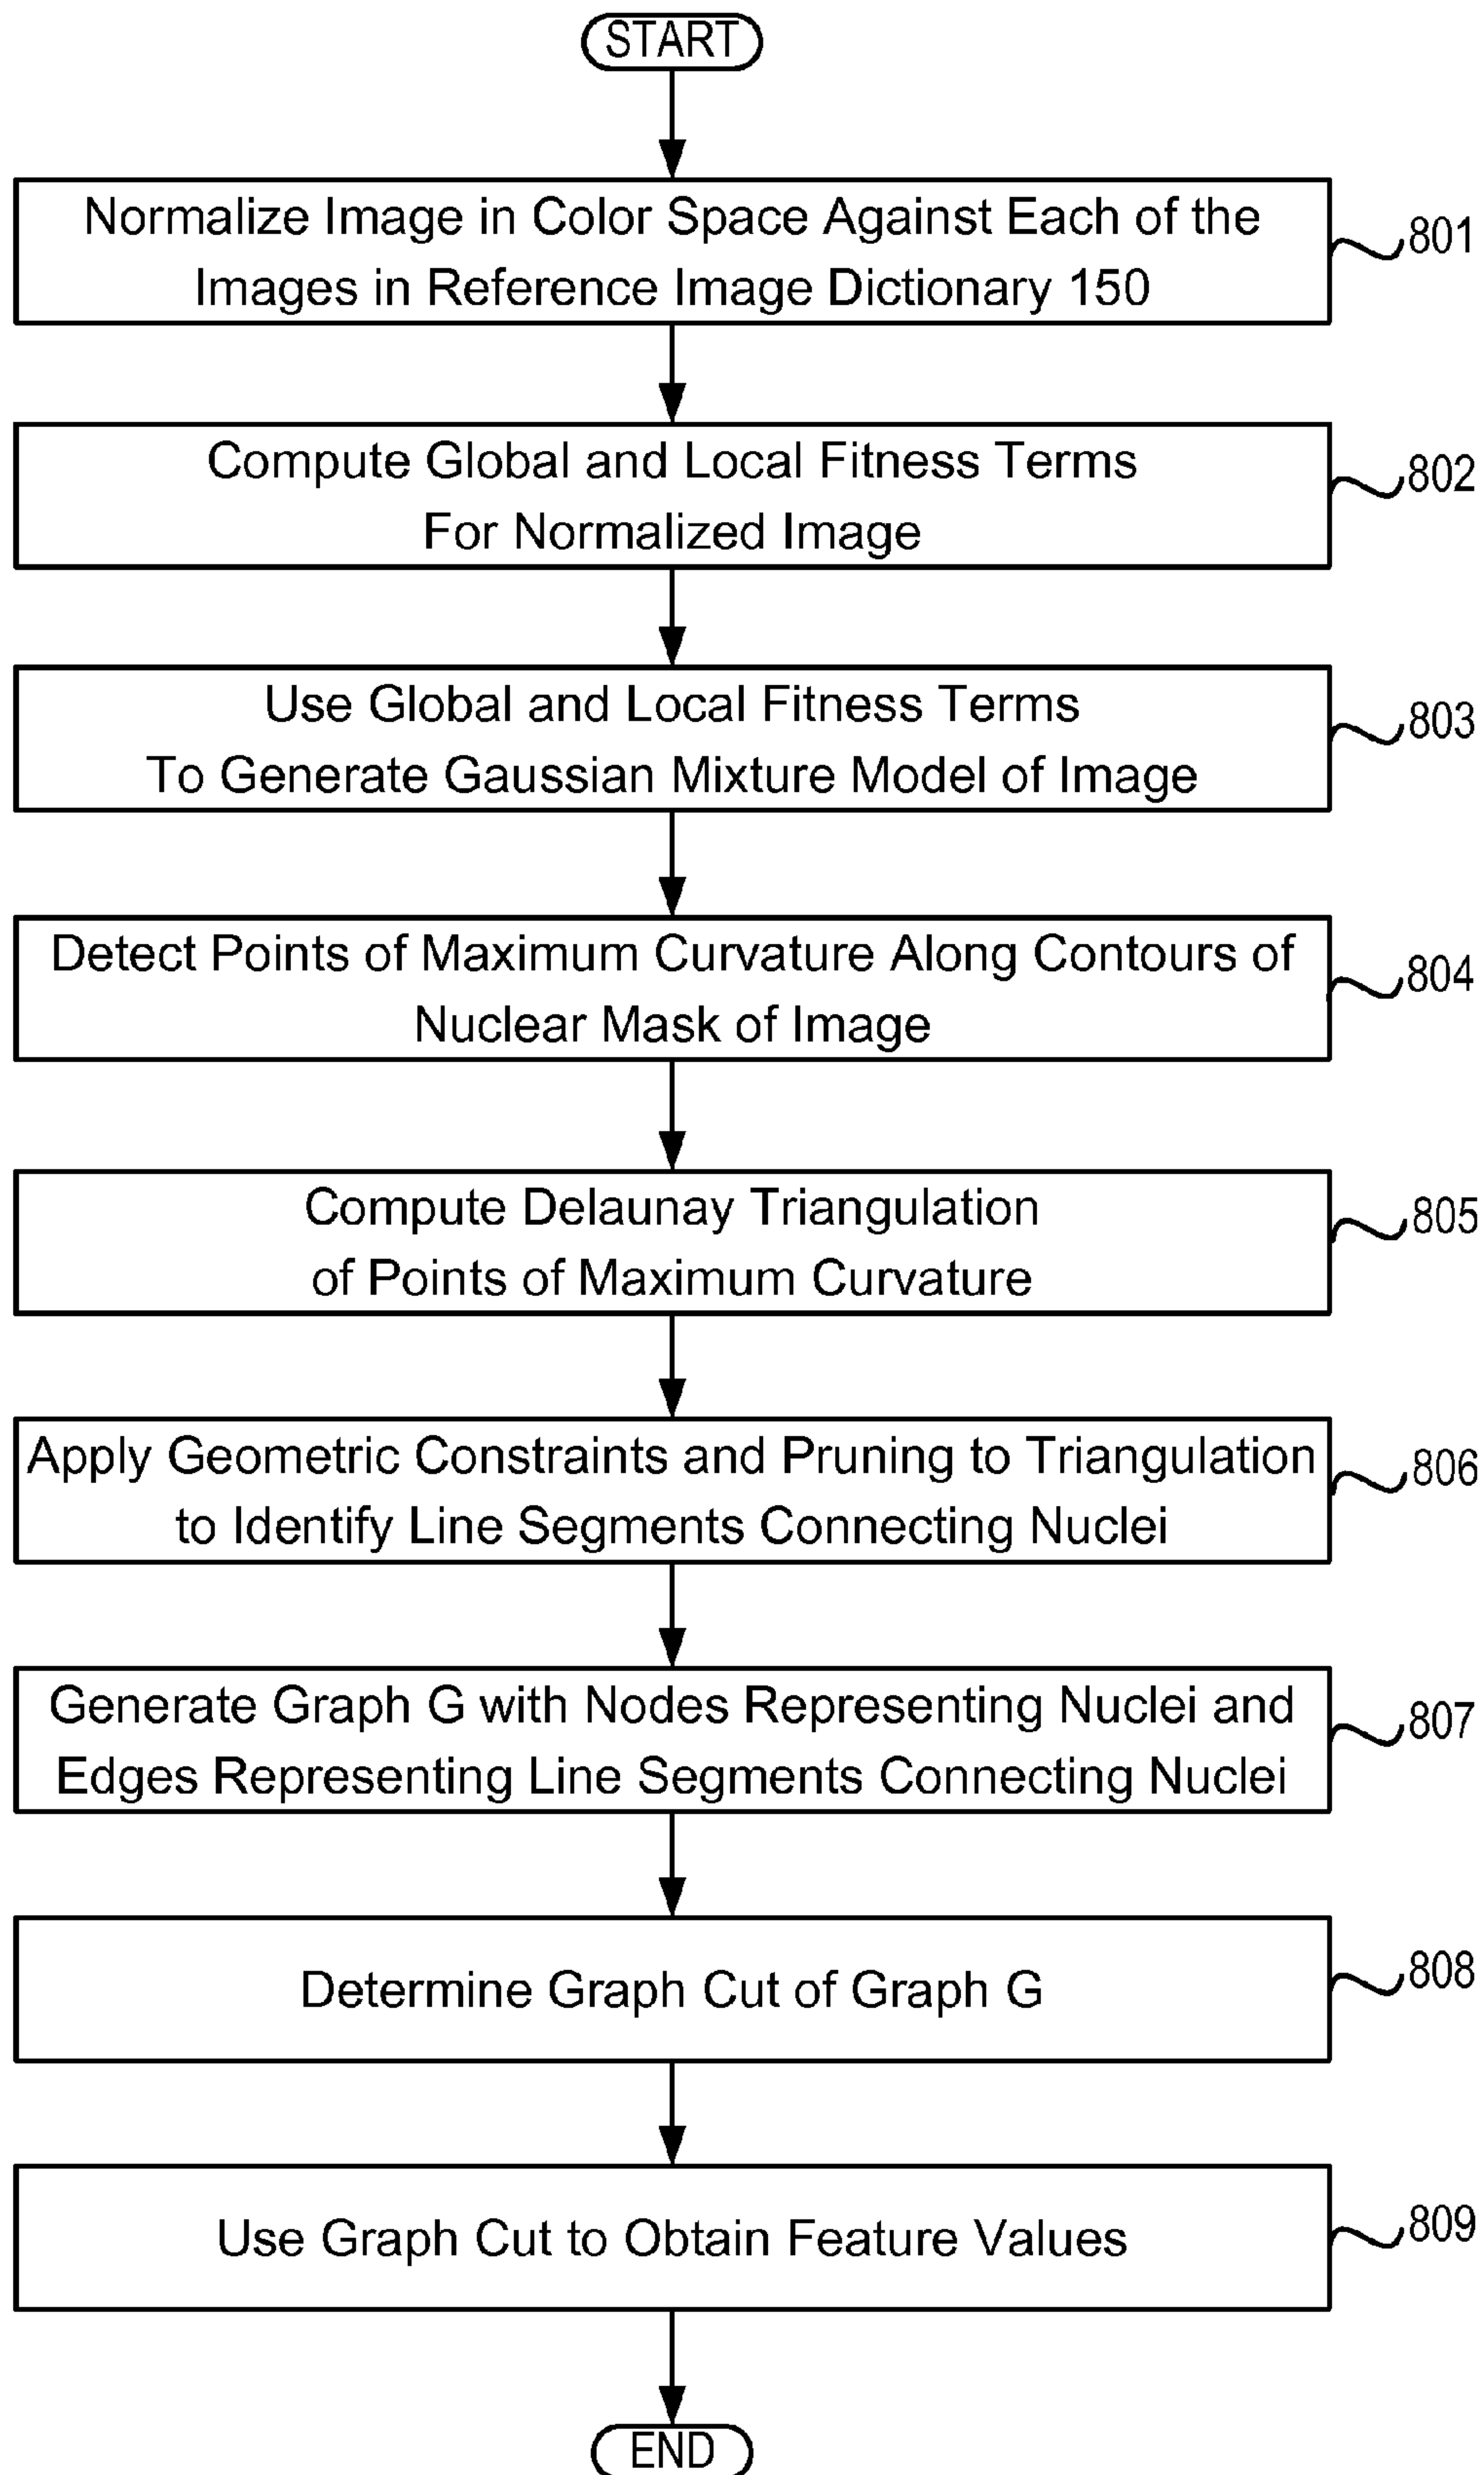 START
Normalize Image in Color Space Against Each of the
Images in Reference Image Dictionary 150
801
Compute Global and Local Fitness Terms
For Normalized Image
802
Use Global and Local Fitness Terms
To Generate Gaussian Mixture Model of Image
803
Detect Points of Maximum Curvature Along Contours of
Nuclear Mask of Image
804
Compute Delaunay Triangulation
of Points of Maximum Curvature
805
Apply Geometric Constraints and Pruning to Triangulation
to Identify Line Segments Connecting Nuclei
806
Generate Graph G with Nodes Representing Nuclei and
Edges Representing Line Segments Connecting Nuclei
807
Determine Graph Cut of Graph G
808
Use Graph Cut to Obtain Feature Values
809
END